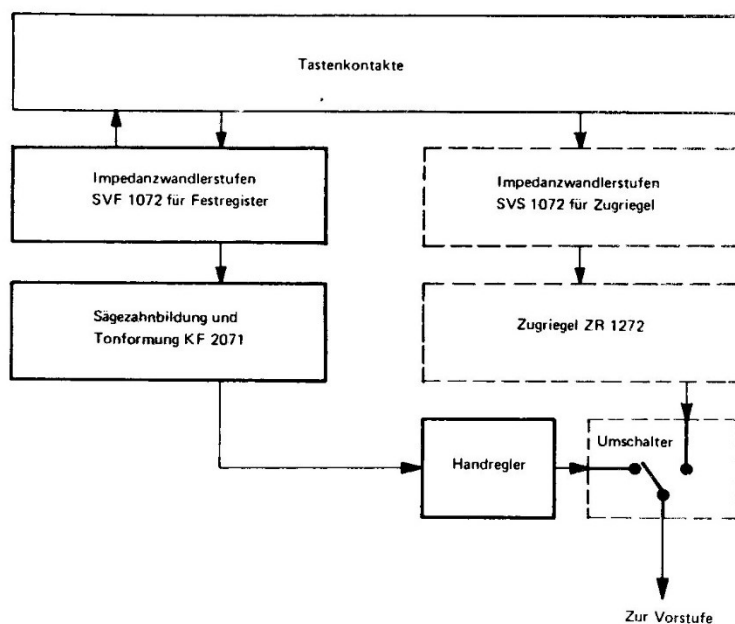 Tastenkontakte
Impedanzwandlerstufen
SVF 1072 für Festregister
Impedanzwandlerstufen
SVS 1072 für Zugriegel
Sägezahnbildung und
Tonformung KF 2071
Zugriegel ZR 1272
Handregler
Umschalter
Zur Vorstufe